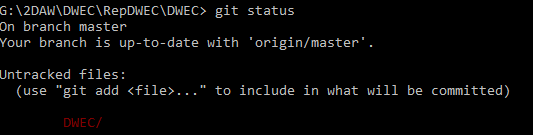 G:\2DAW\DWEC\RepDWEC\DWEC> git status
On branch master
Your branch is up-to-date with 'origin/master'.
Untracked files:
(use "git add <file>..." to include in what will be committed)
DWEC/